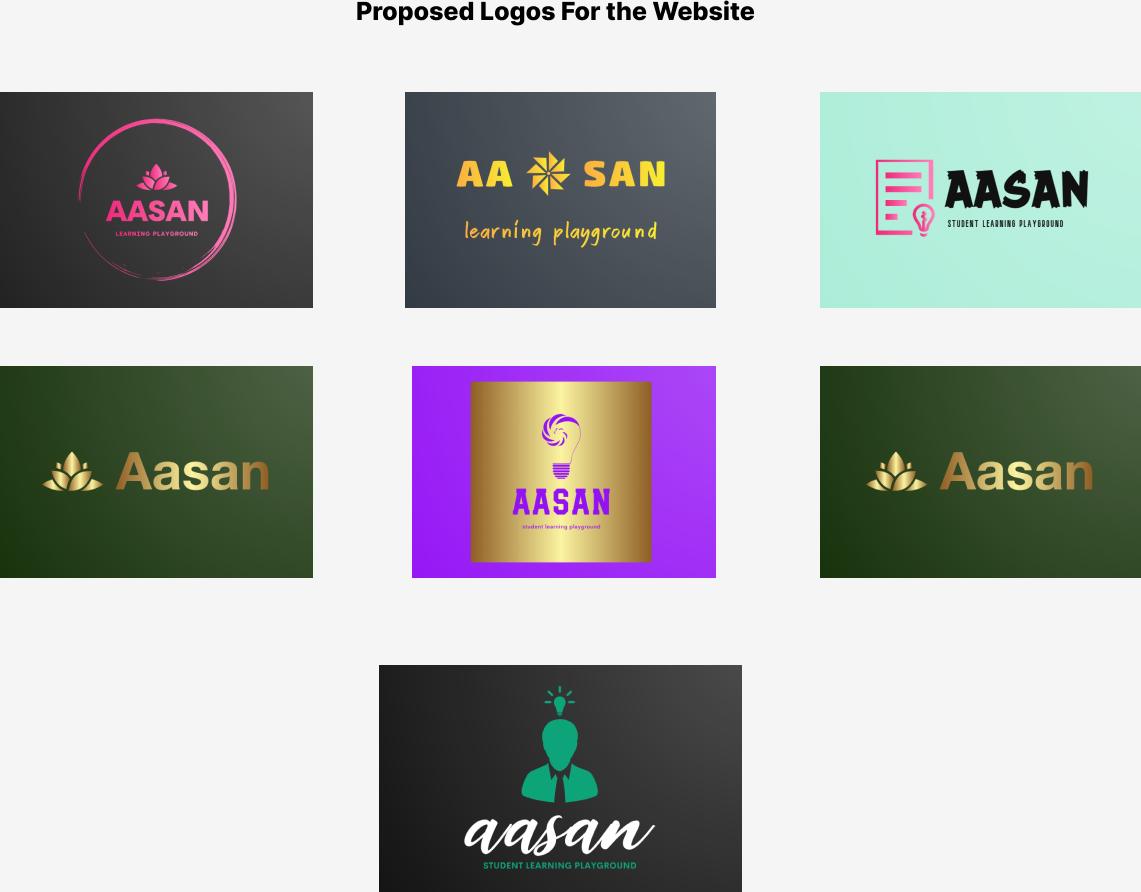 Proposed Logos For the Website
AASAN
LEARNING PLAYGROUND
AA SAN
learning playground
AASAN
STUDENT LEARNING PLAYGROUND
Aasan
AASAN
student learning playground
Aasan
aasan
STUDENT LEARNING PLAYGROUND